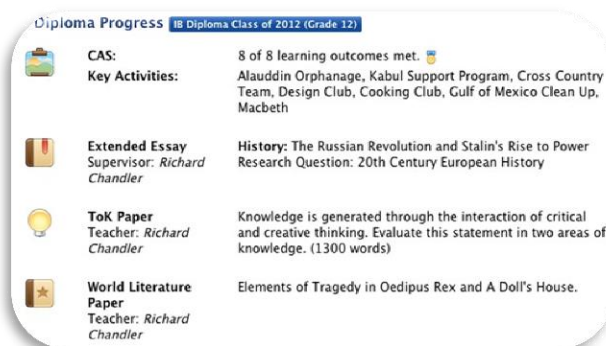 Diploma Progress IB Diploma Class of 2012 (Grade 12)
CAS: 8 of 8 learning outcomes met.
Key Activities: Alauddin Orphanage, Kabul Support Program, Cross Country
Team, Design Club, Cooking Club, Gulf of Mexico Clean Up,
Macbeth
Extended Essay History: The Russian Revolution and Stalin's Rise to Power
Supervisor: Richard Research Question: 20th Century European History
Chandler
ToK Paper Knowledge is generated through the interaction of critical
Teacher: Richard and creative thinking. Evaluate this statement in two areas of
Chandler knowledge. (1300 words)
World Literature Elements of Tragedy in Oedipus Rex and A Doll's House.
Paper
Teacher: Richard
Chandler